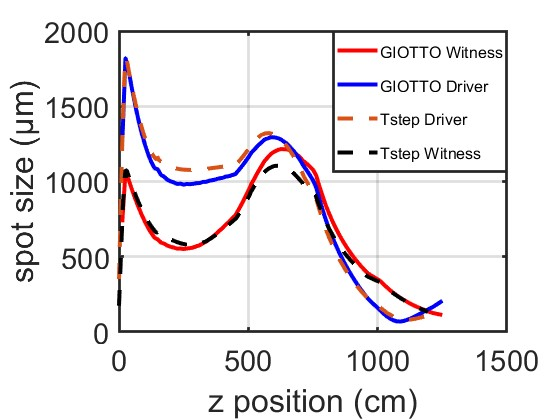 2000
1500
1000
500
0
spot size (μm)
GIOTTO Witness
GIOTTO Driver
Tstep Driver
Tstep Witness
0
500
1000
1500
z position (cm)